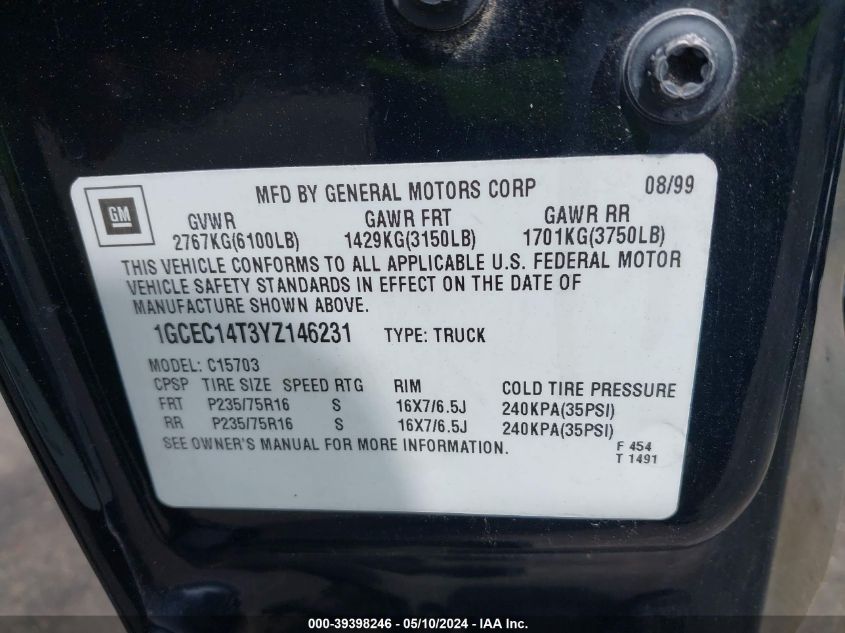 MFD BY GENERAL MOTORS CORP 08/99
GM
GVWR GAWR FRT GAWR RR
2767KG(6100LB) 1429KG(3150LB) 1701KG(3750LB)
THIS VEHICLE CONFORMS TO ALL APPLICABLE U.S. FEDERAL MOTOR
VEHICLE SAFETY STANDARDS IN EFFECT ON THE DATE OF
MANUFACTURE SHOWN ABOVE.
1GCEC14T3YZ146231 TYPE: TRUCK
MODEL: C15703
CPSP TIRE SIZE SPEED RTG RIM COLD TIRE PRESSURE
FRT P235/75R16 S 16X7/6.5J 240KPA(35PSI)
RR P235/75R16 S 16X7/6.5J 240KPA(35PSI)
SEE OWNER'S MANUAL FOR MORE INFORMATION.
F 454
T 1491
000-39398246 - 05/10/2024 - IAA Inc.